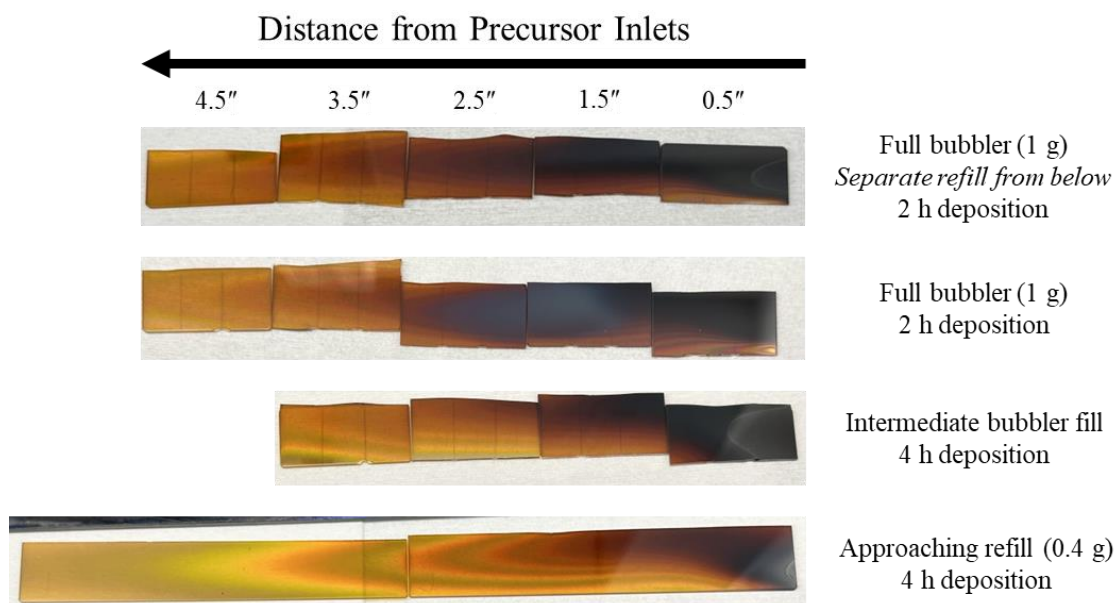 Distance from Precursor Inlets
4.5″
3.5″
2.5″
1.5″
0.5″
Full bubbler (1 g)
Separate refill from below
2 h deposition
Full bubbler (1 g)
2 h deposition
Intermediate bubbler fill
4 h deposition
Approaching refill (0.4 g)
4 h deposition